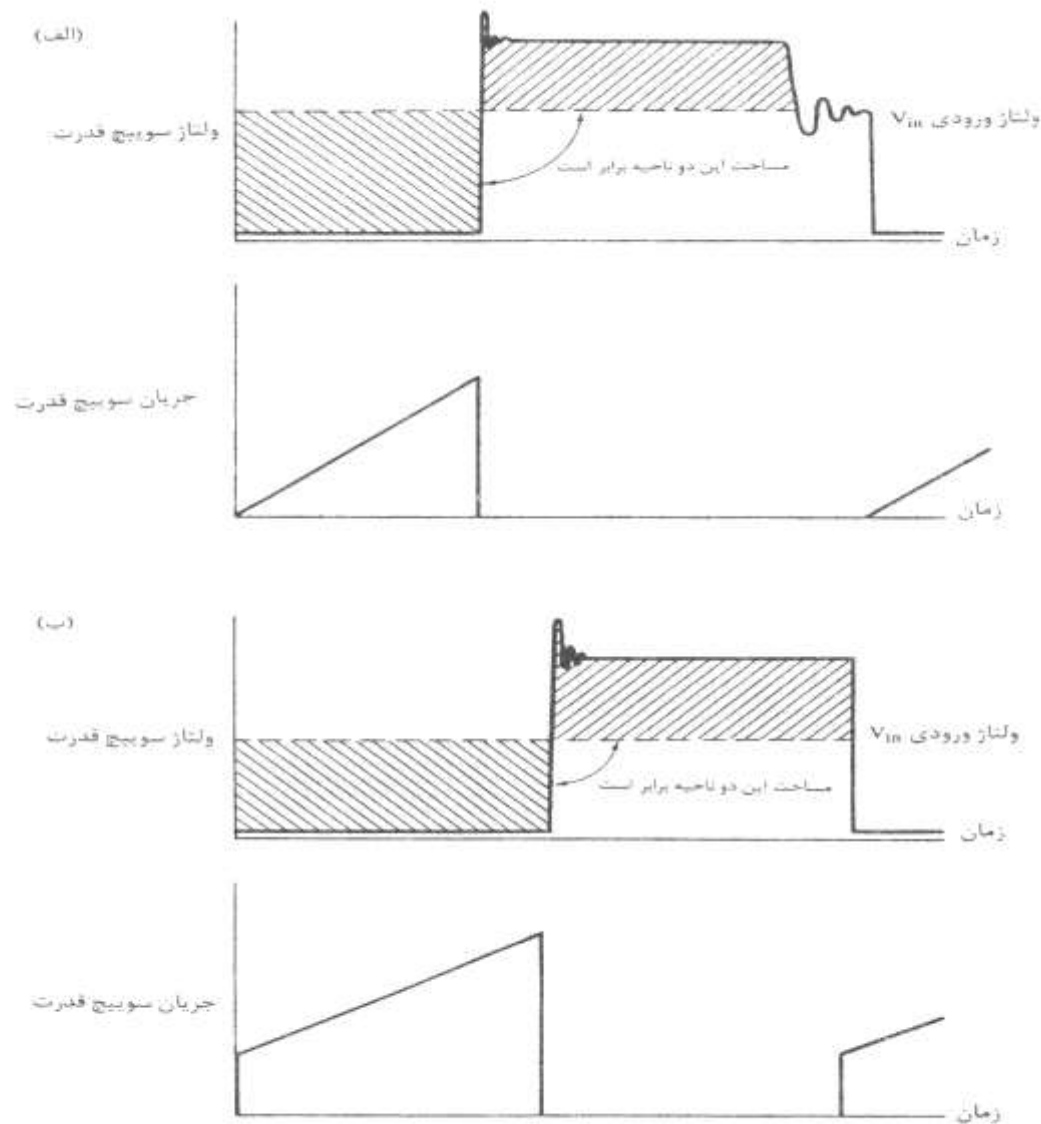 (الف)
ولتاژ سوییچ قدرت
ولتاژ ورودی Vin
مساحت این دو ناحیه برابر است
زمان
جریان سوییچ قدرت
زمان
(ب)
ولتاژ سوییچ قدرت
ولتاژ ورودی Vin
مساحت این دو ناحیه برابر است
زمان
جریان سوییچ قدرت
زمان